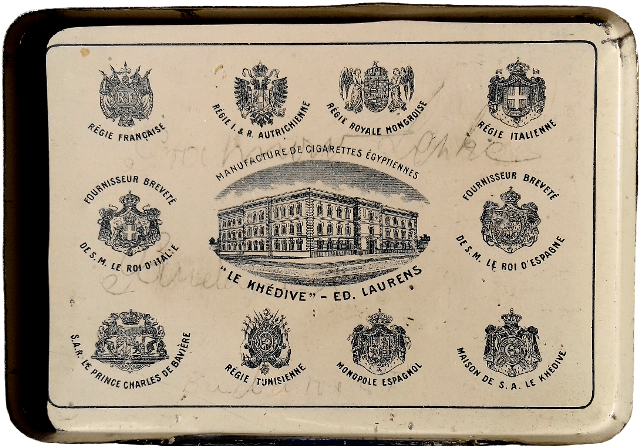 RÉGIE FRANÇAISE
RÉGIE I. & R. AUTRICHIENNE
RÉGIE ROYALE HONGROISE
RÉGIE ITALIENNE
MANUFACTURE DE CIGARETTES ÉGYPTIENNES
"LE KHÉDIVE" - ED. LAURENS
FOURNISSEUR BREVETÉ
DE S.M. LE ROI D'ITALIE
FOURNISSEUR BREVETÉ
DE S.M. LE ROI D'ESPAGNE
S.A.R. LE PRINCE CHARLES DE BAVIÈRE
RÉGIE TUNISIENNE
MONOPOLE ESPAGNOL
MAISON DE S. A. LE KHÉDIVE